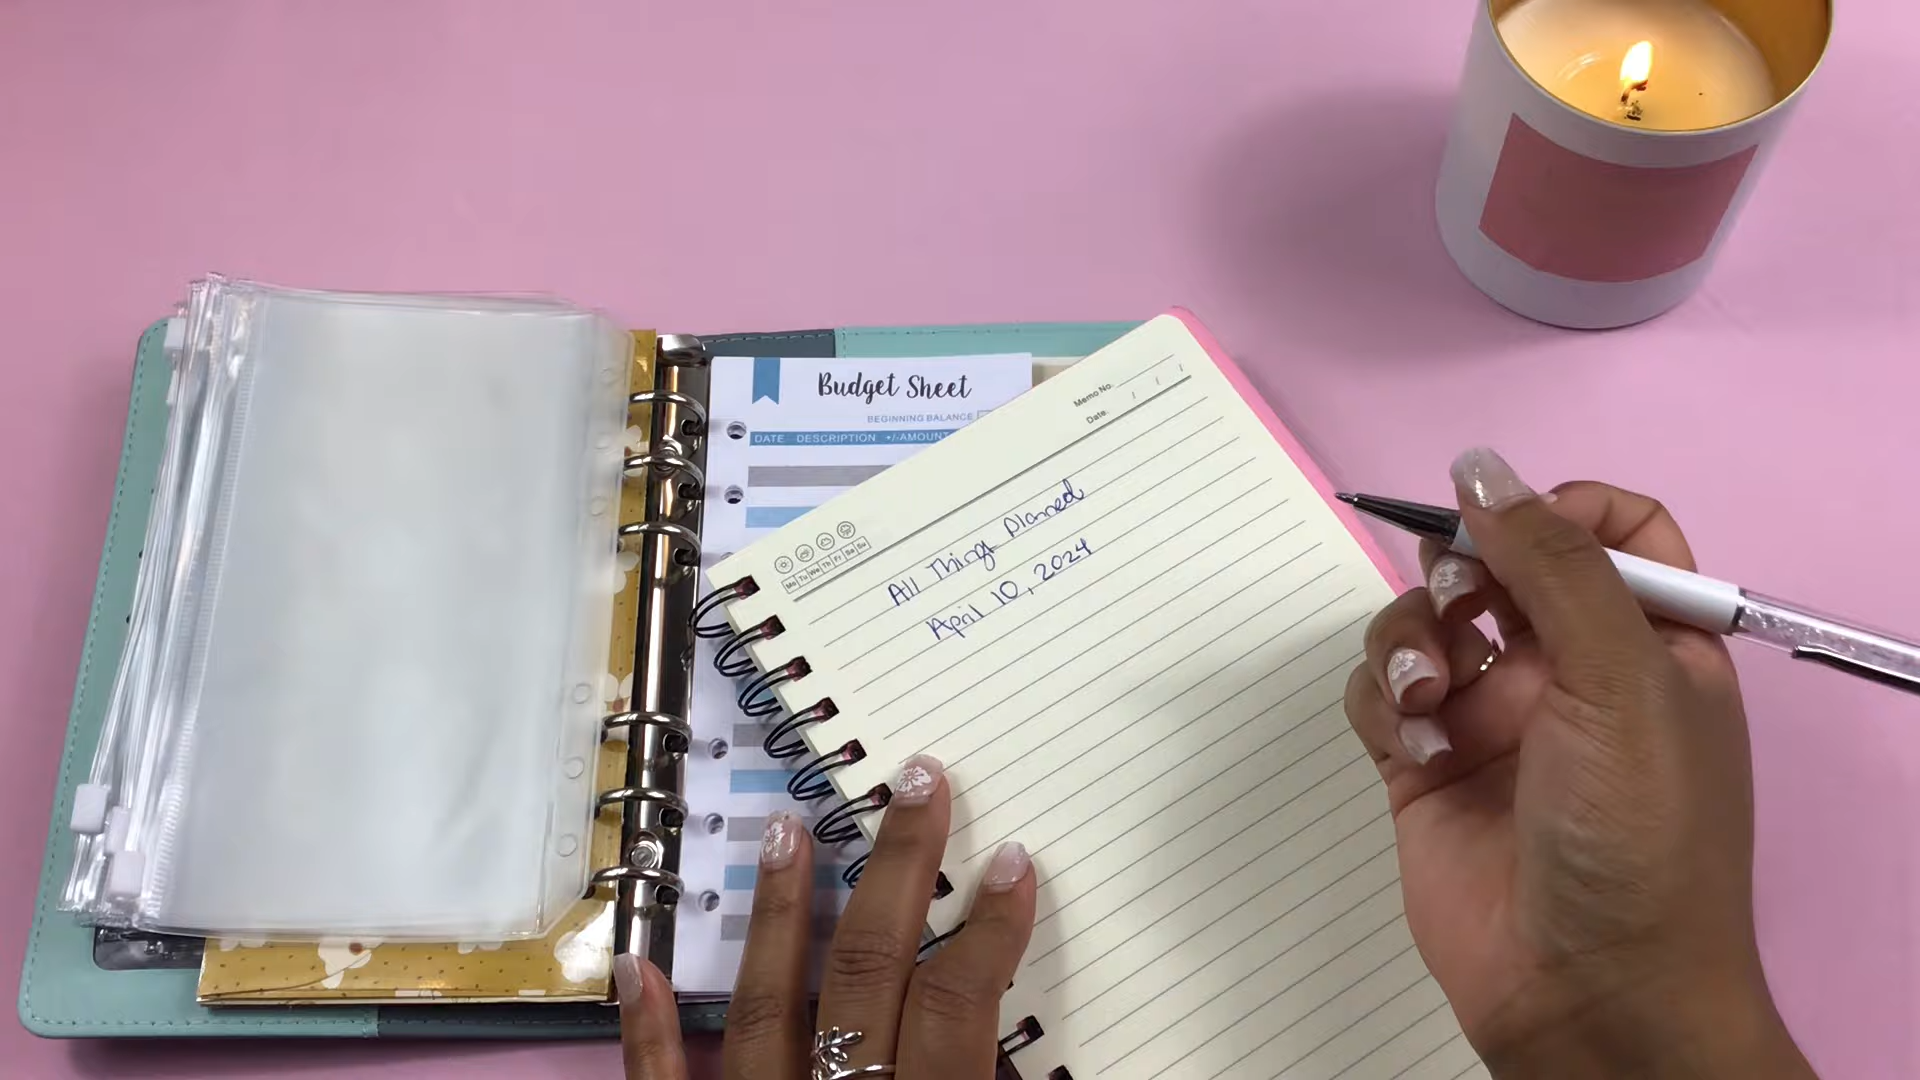 Budget Sheet
BEGINNING BALANCE
DATE DESCRIPTION +/-AMOUNT
Memo No.
Date. / /
Mo Tu We Th Fr Sa Su
All Things Planned
April 10, 2024